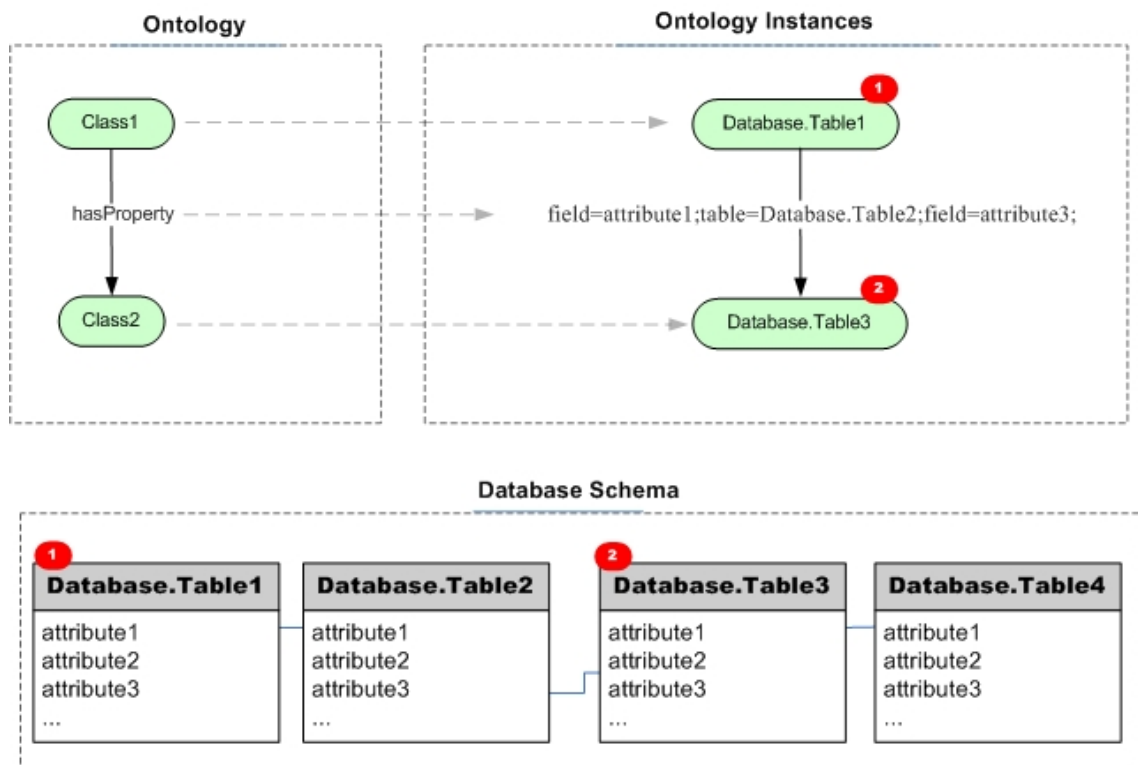 Ontology
Ontology Instances
Class1
1
Database.Table1
hasProperty
field=attribute1;table=Database.Table2;field=attribute3;
Class2
2
Database.Table3
Database Schema
1
Database.Table1
attribute1
attribute2
attribute3
...
Database.Table2
attribute1
attribute2
attribute3
...
2
Database.Table3
attribute1
attribute2
attribute3
...
Database.Table4
attribute1
attribute2
attribute3
...